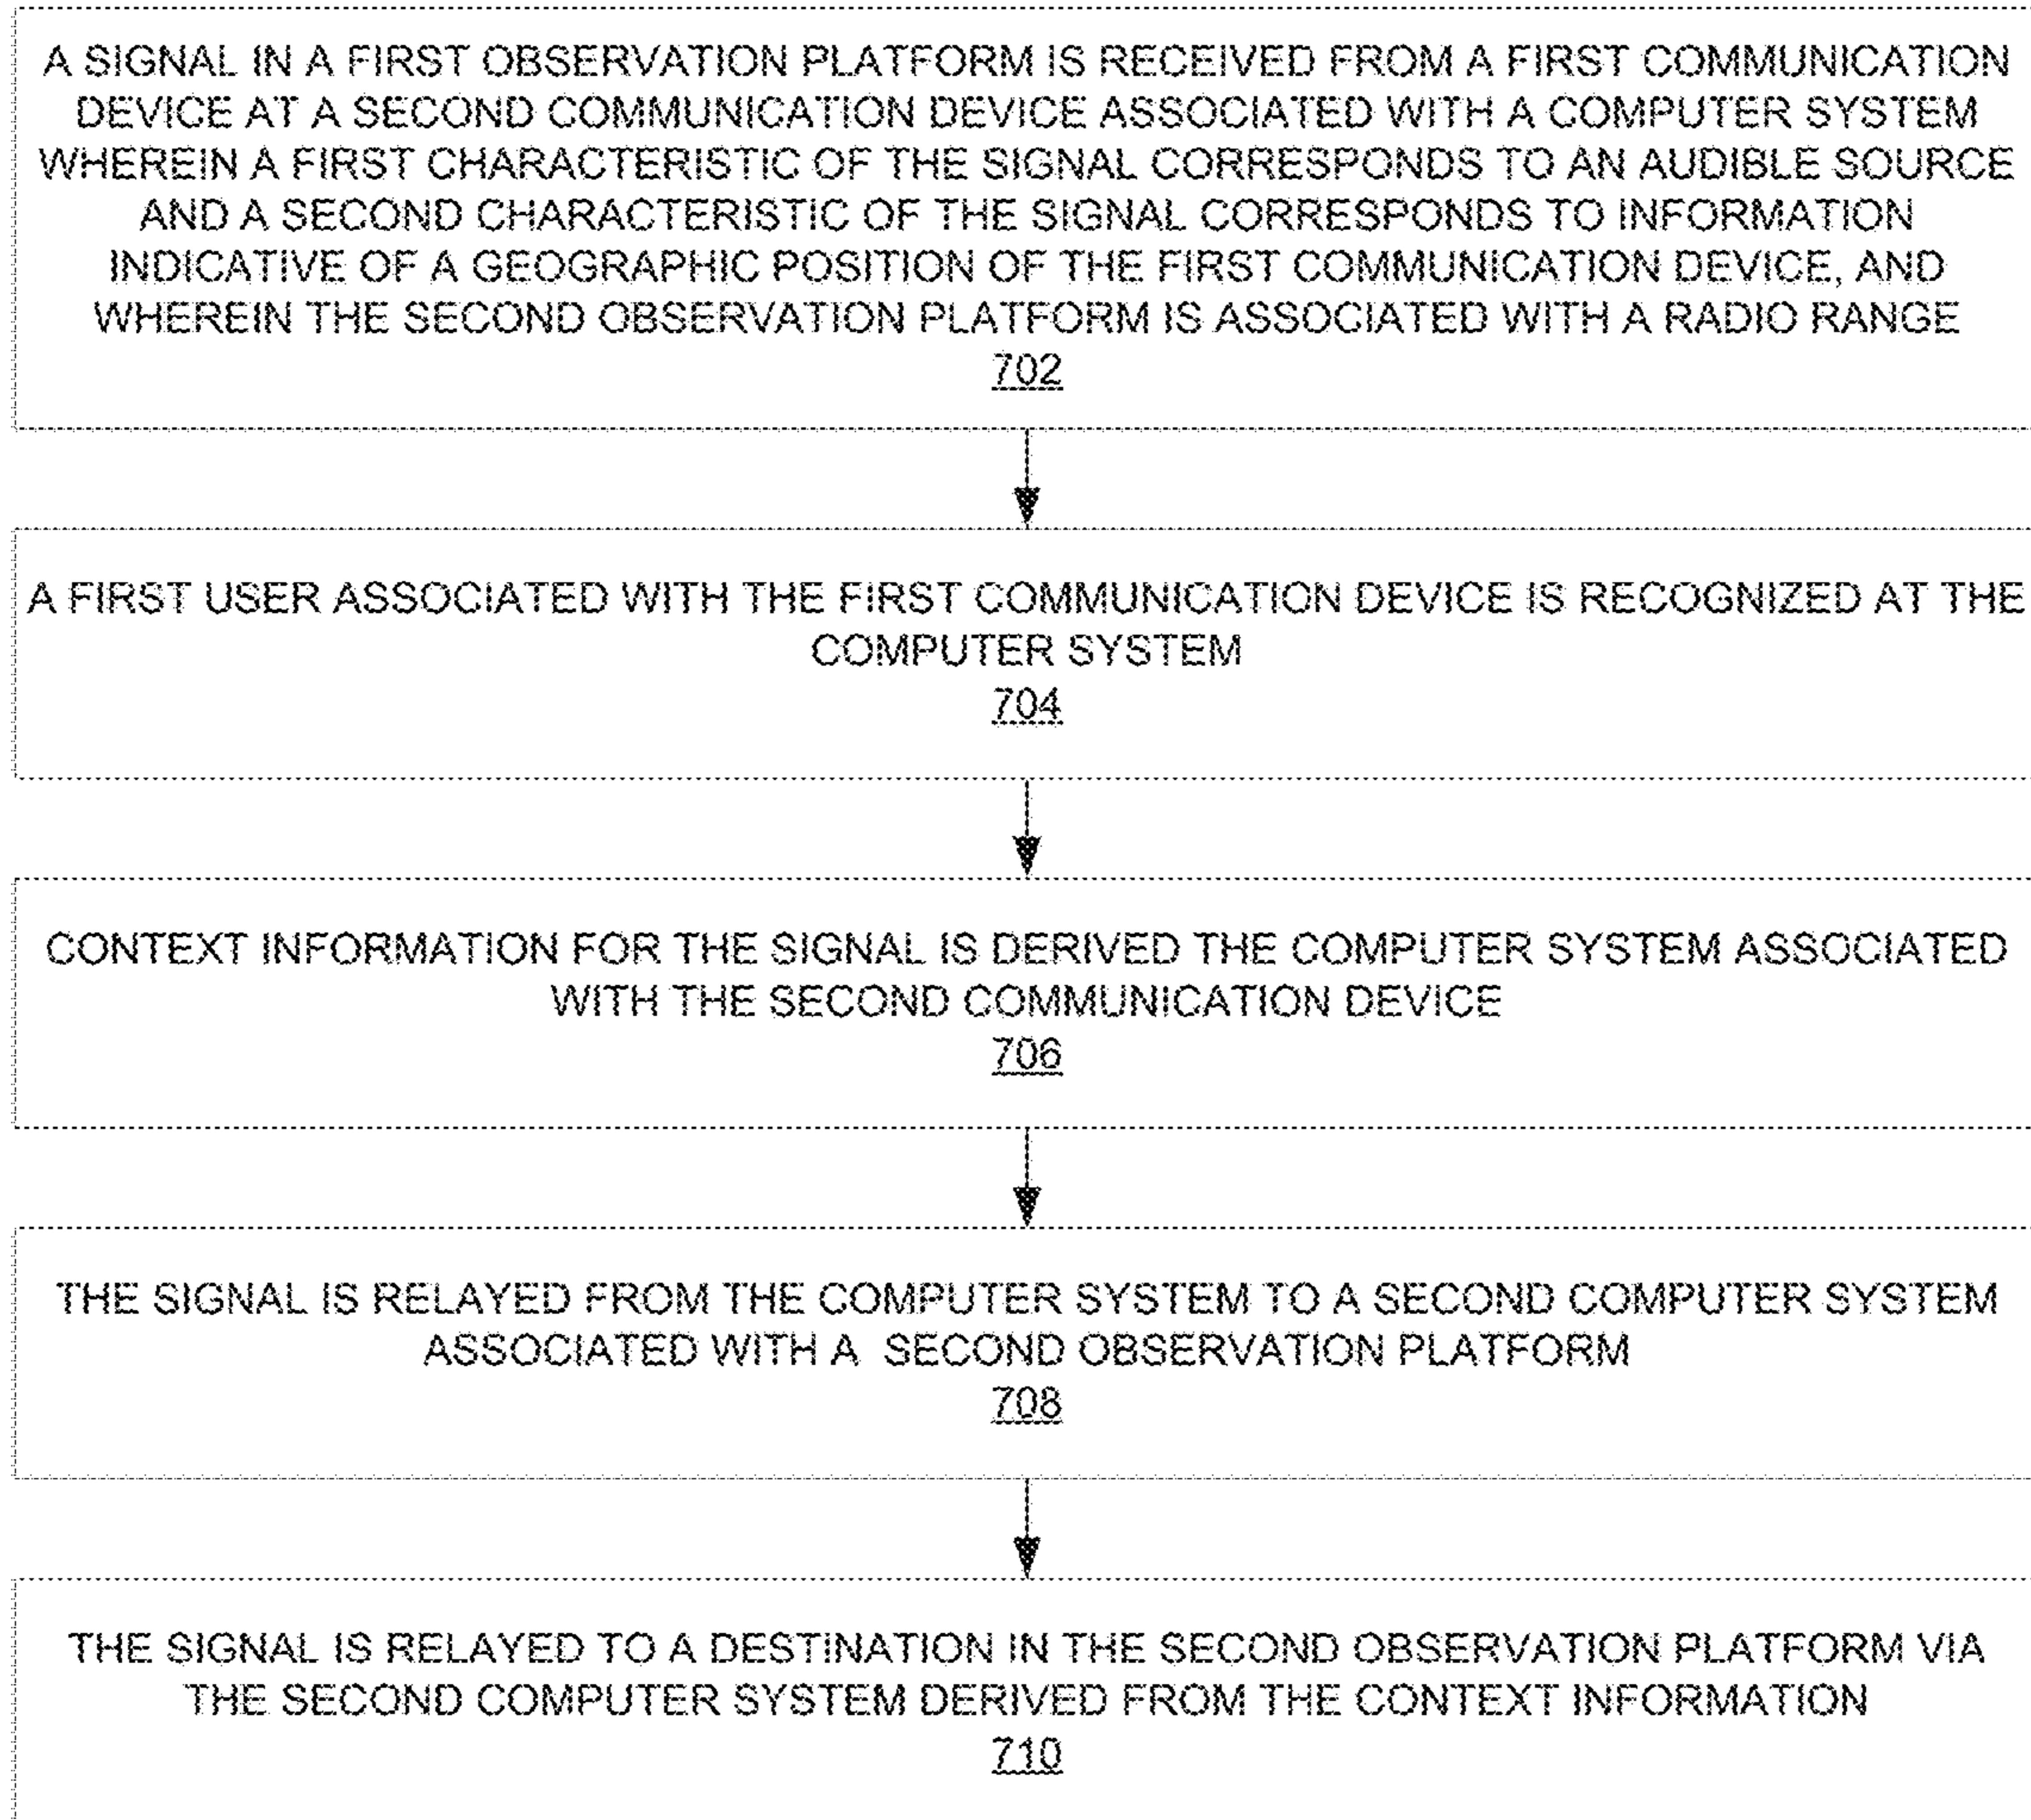 A SIGNAL IN A FIRST OBSERVATION PLATFORM IS RECEIVED FROM A FIRST COMMUNICATION
DEVICE AT A SECOND COMMUNICATION DEVICE ASSOCIATED WITH A COMPUTER SYSTEM
WHEREIN A FIRST CHARACTERISTIC OF THE SIGNAL CORRESPONDS TO AN AUDIBLE SOURCE
AND A SECOND CHARACTERISTIC OF THE SIGNAL CORRESPONDS TO INFORMATION
INDICATIVE OF A GEOGRAPHIC POSITION OF THE FIRST COMMUNICATION DEVICE, AND
WHEREIN THE SECOND OBSERVATION PLATFORM IS ASSOCIATED WITH A RADIO RANGE
702
A FIRST USER ASSOCIATED WITH THE FIRST COMMUNICATION DEVICE IS RECOGNIZED AT THE
COMPUTER SYSTEM
704
CONTEXT INFORMATION FOR THE SIGNAL IS DERIVED THE COMPUTER SYSTEM ASSOCIATED
WITH THE SECOND COMMUNICATION DEVICE
706
THE SIGNAL IS RELAYED FROM THE COMPUTER SYSTEM TO A SECOND COMPUTER SYSTEM
ASSOCIATED WITH A SECOND OBSERVATION PLATFORM
708
THE SIGNAL IS RELAYED TO A DESTINATION IN THE SECOND OBSERVATION PLATFORM VIA
THE SECOND COMPUTER SYSTEM DERIVED FROM THE CONTEXT INFORMATION
710